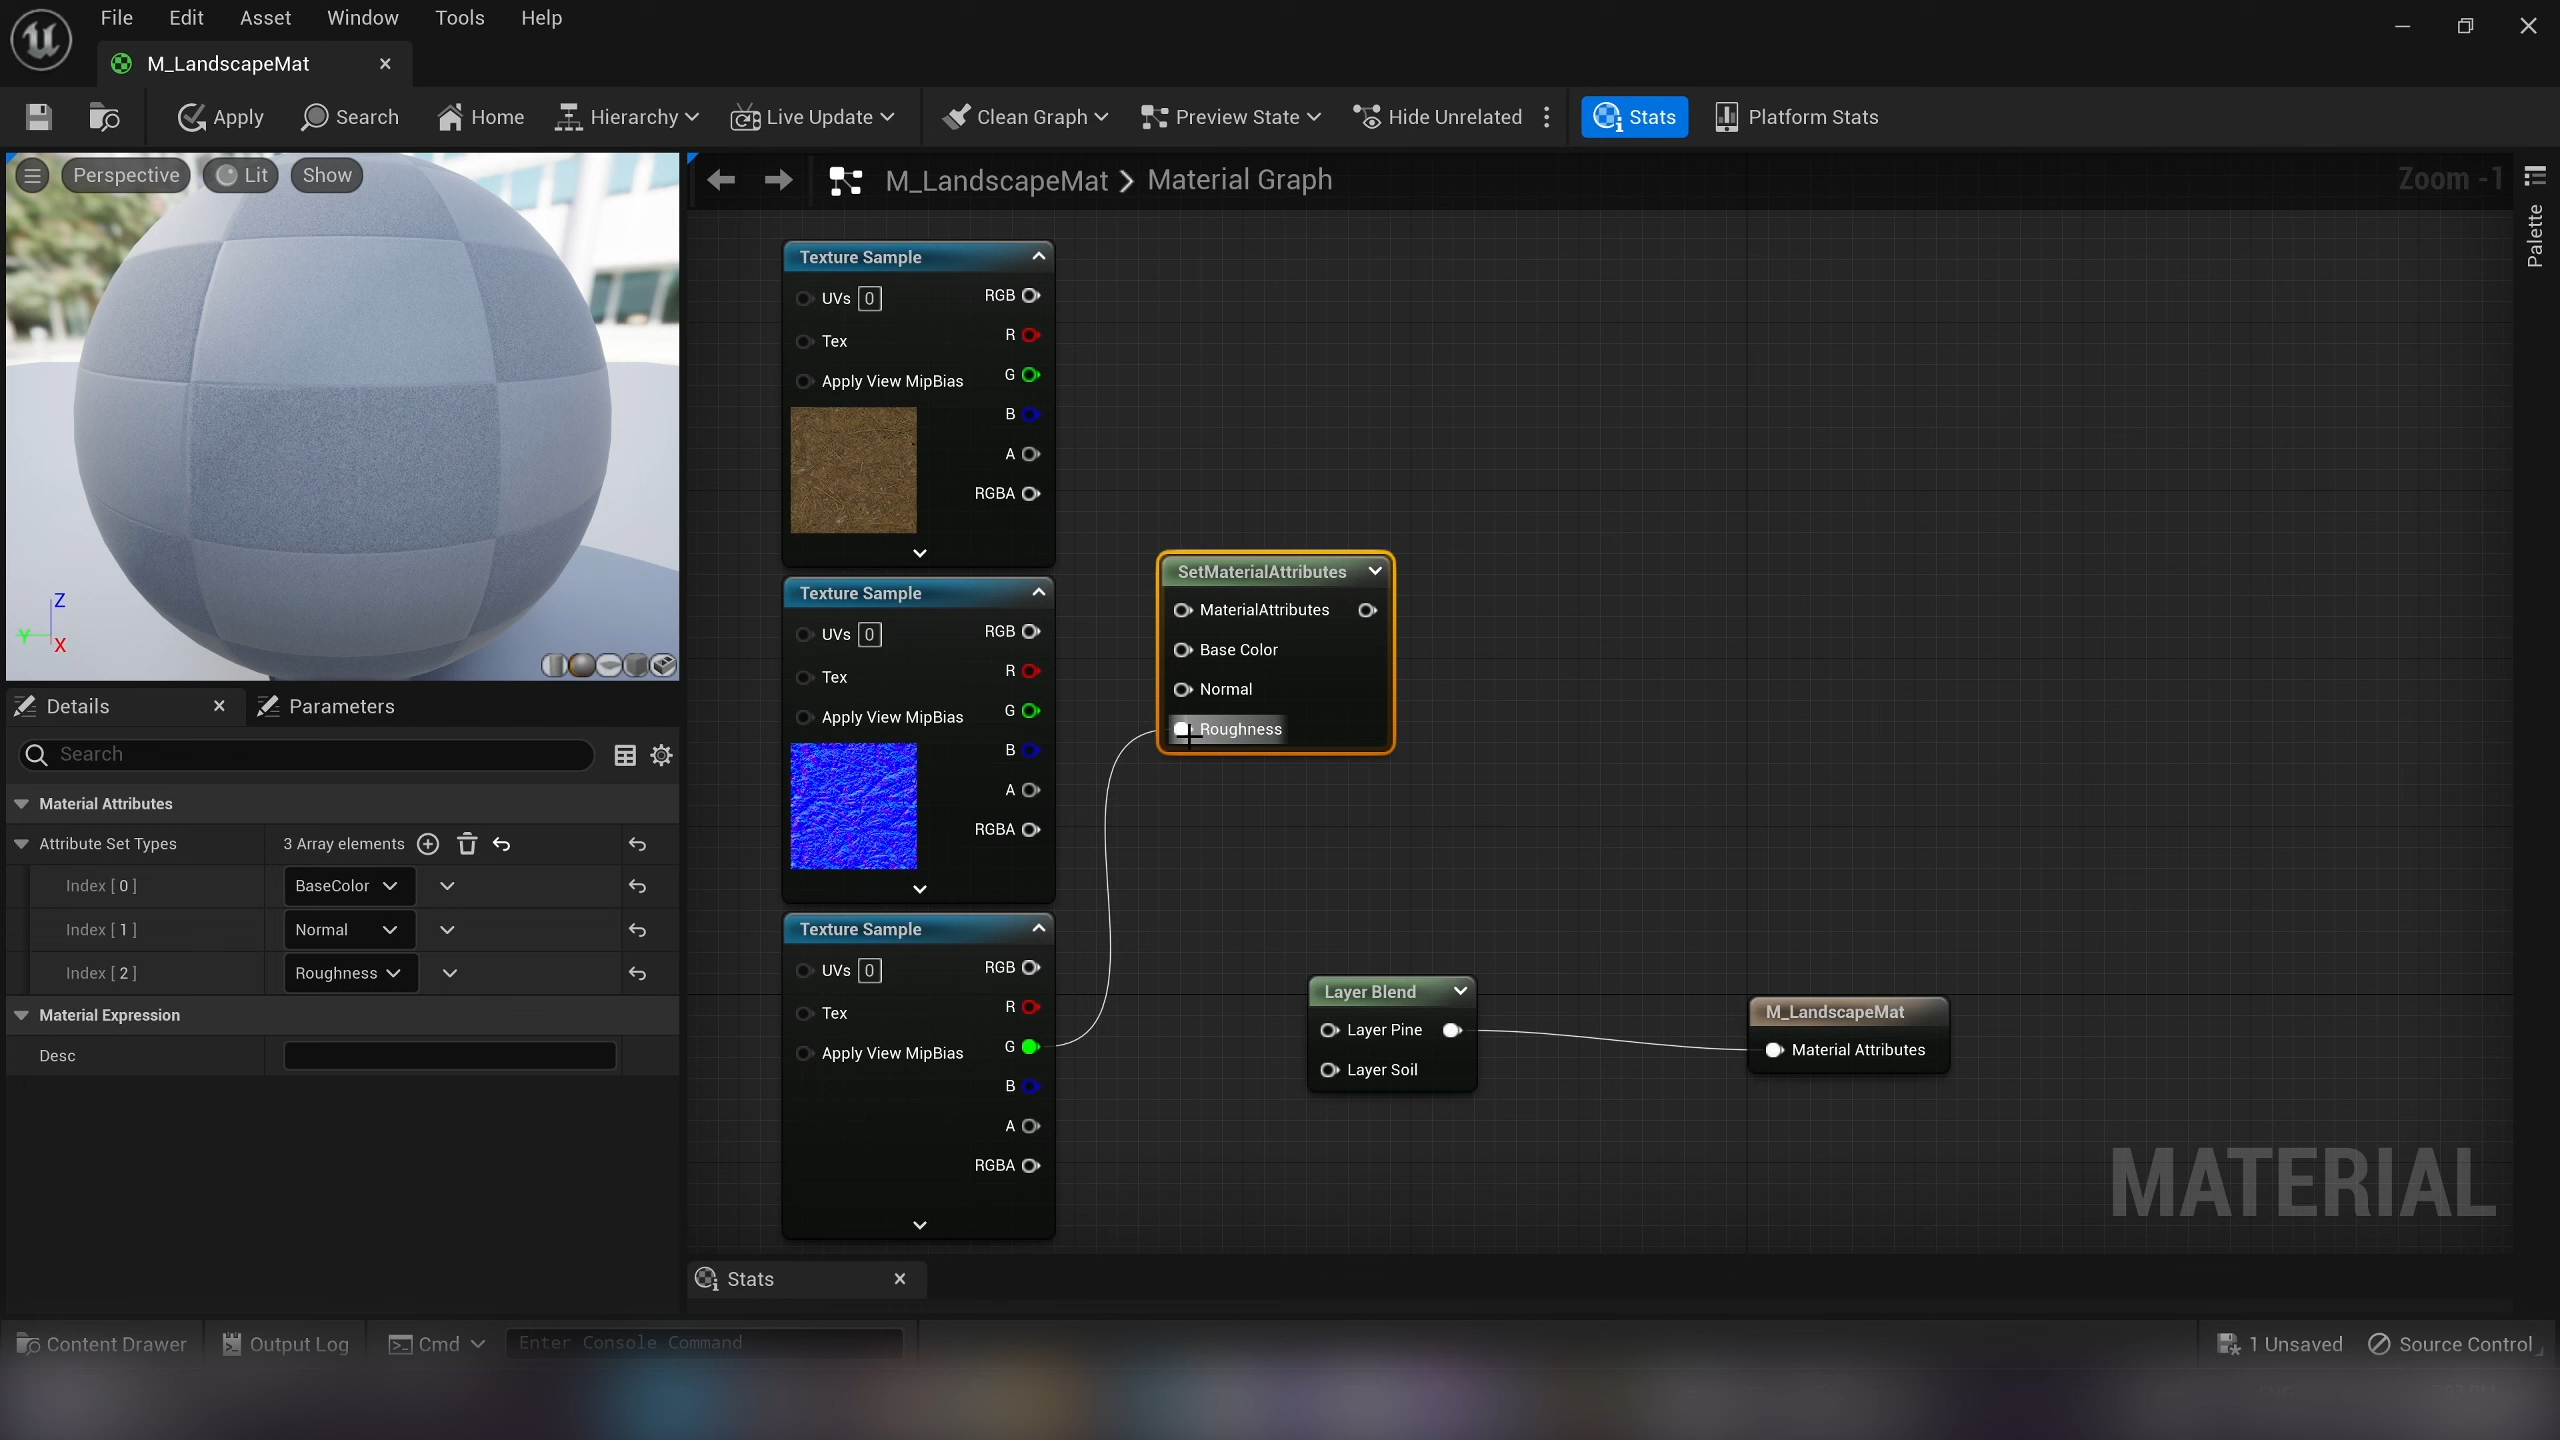 File Edit Asset Window Tools Help
M_LandscapeMat
Apply Search Home Hierarchy Live Update Clean Graph Preview State Hide Unrelated Stats Platform Stats
Perspective Lit Show
M_LandscapeMat > Material Graph
Zoom -1
Palette
Texture Sample
UVs 0 RGB
R
Tex
G
Apply View MipBias
B
A
RGBA
Texture Sample
UVs 0 RGB
R
Tex
G
Apply View MipBias
B
A
RGBA
Texture Sample
UVs 0 RGB
R
Tex
G
Apply View MipBias
B
A
RGBA
SetMaterialAttributes
MaterialAttributes
Base Color
Normal
Roughness
Layer Blend
Layer Pine
Layer Soil
M_LandscapeMat
Material Attributes
MATERIAL
Z
Y
X
Details Parameters
Search
Material Attributes
Attribute Set Types 3 Array elements
Index [ 0 ] BaseColor
Index [ 1 ] Normal
Index [ 2 ] Roughness
Material Expression
Desc
Stats
Content Drawer Output Log Cmd Enter Console Command 1 Unsaved Source Control